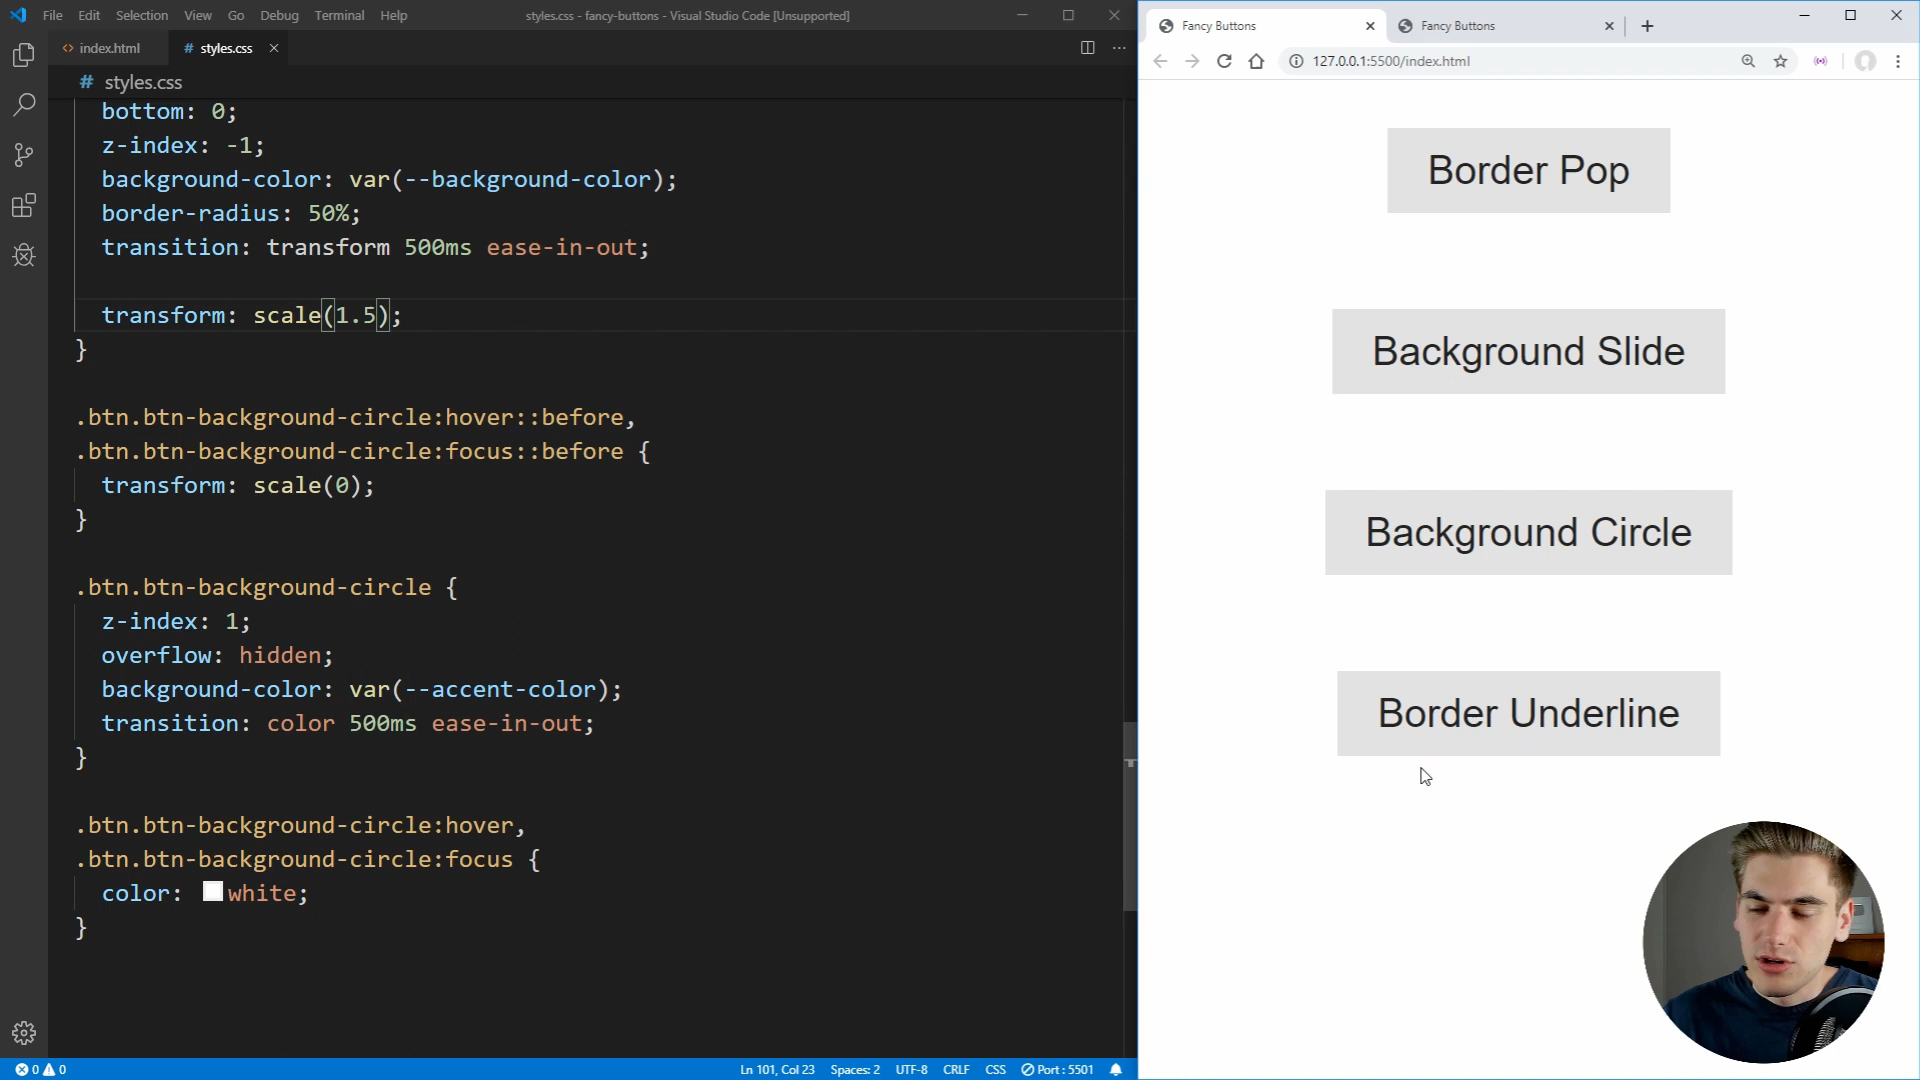 File Edit Selection View Go Debug Terminal Help
styles.css - fancy-buttons - Visual Studio Code [Unsupported]
index.html
# styles.css
# styles.css
bottom: 0;
z-index: -1;
background-color: var(--background-color);
border-radius: 50%;
transition: transform 500ms ease-in-out;
transform: scale(1.5);
}
.btn.btn-background-circle:hover::before,
.btn.btn-background-circle:focus::before {
transform: scale(0);
}
.btn.btn-background-circle {
z-index: 1;
overflow: hidden;
background-color: var(--accent-color);
transition: color 500ms ease-in-out;
}
.btn.btn-background-circle:hover,
.btn.btn-background-circle:focus {
color: white;
}
0 0
Ln 101, Col 23 Spaces: 2 UTF-8 CRLF CSS Port : 5501
Fancy Buttons
Fancy Buttons
127.0.0.1:5500/index.html
Border Pop
Background Slide
Background Circle
Border Underline